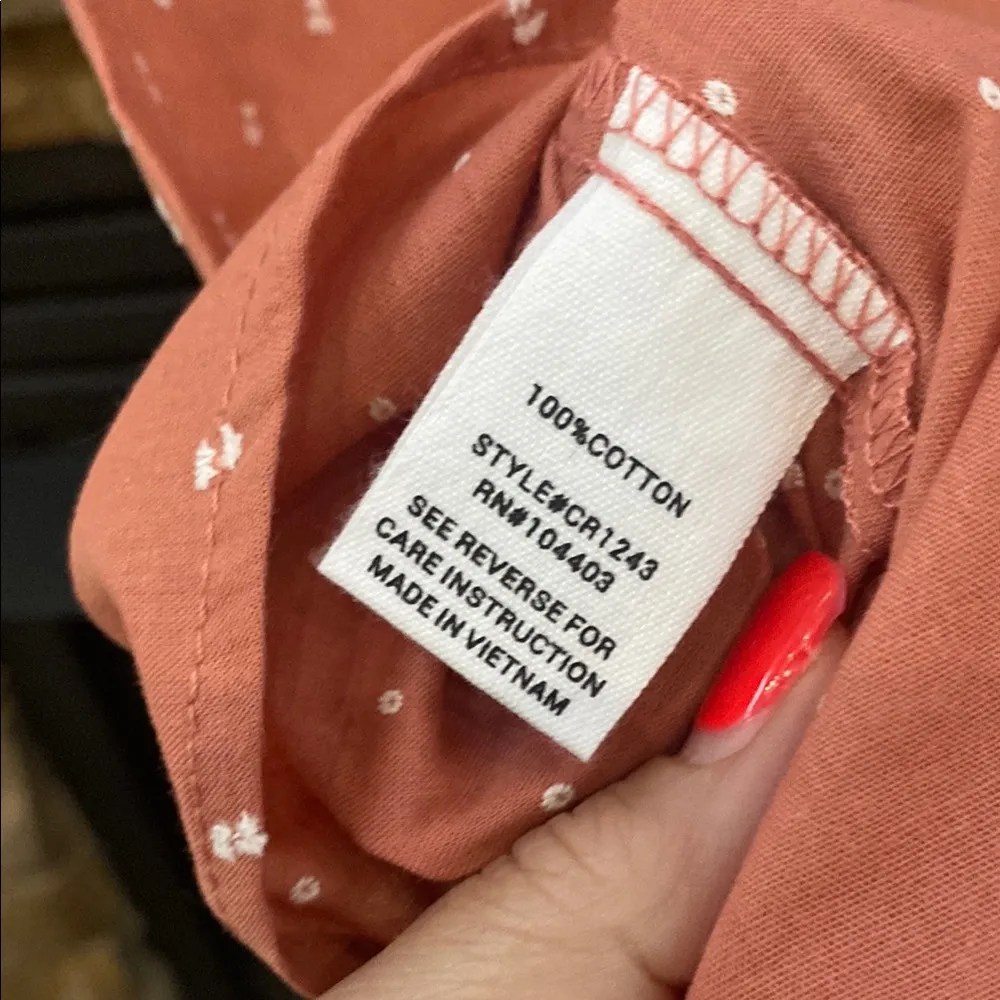 100%COTTON
STYLE#CR1243
RN#104403
SEE REVERSE FOR
CARE INSTRUCTION
MADE IN VIETNAM